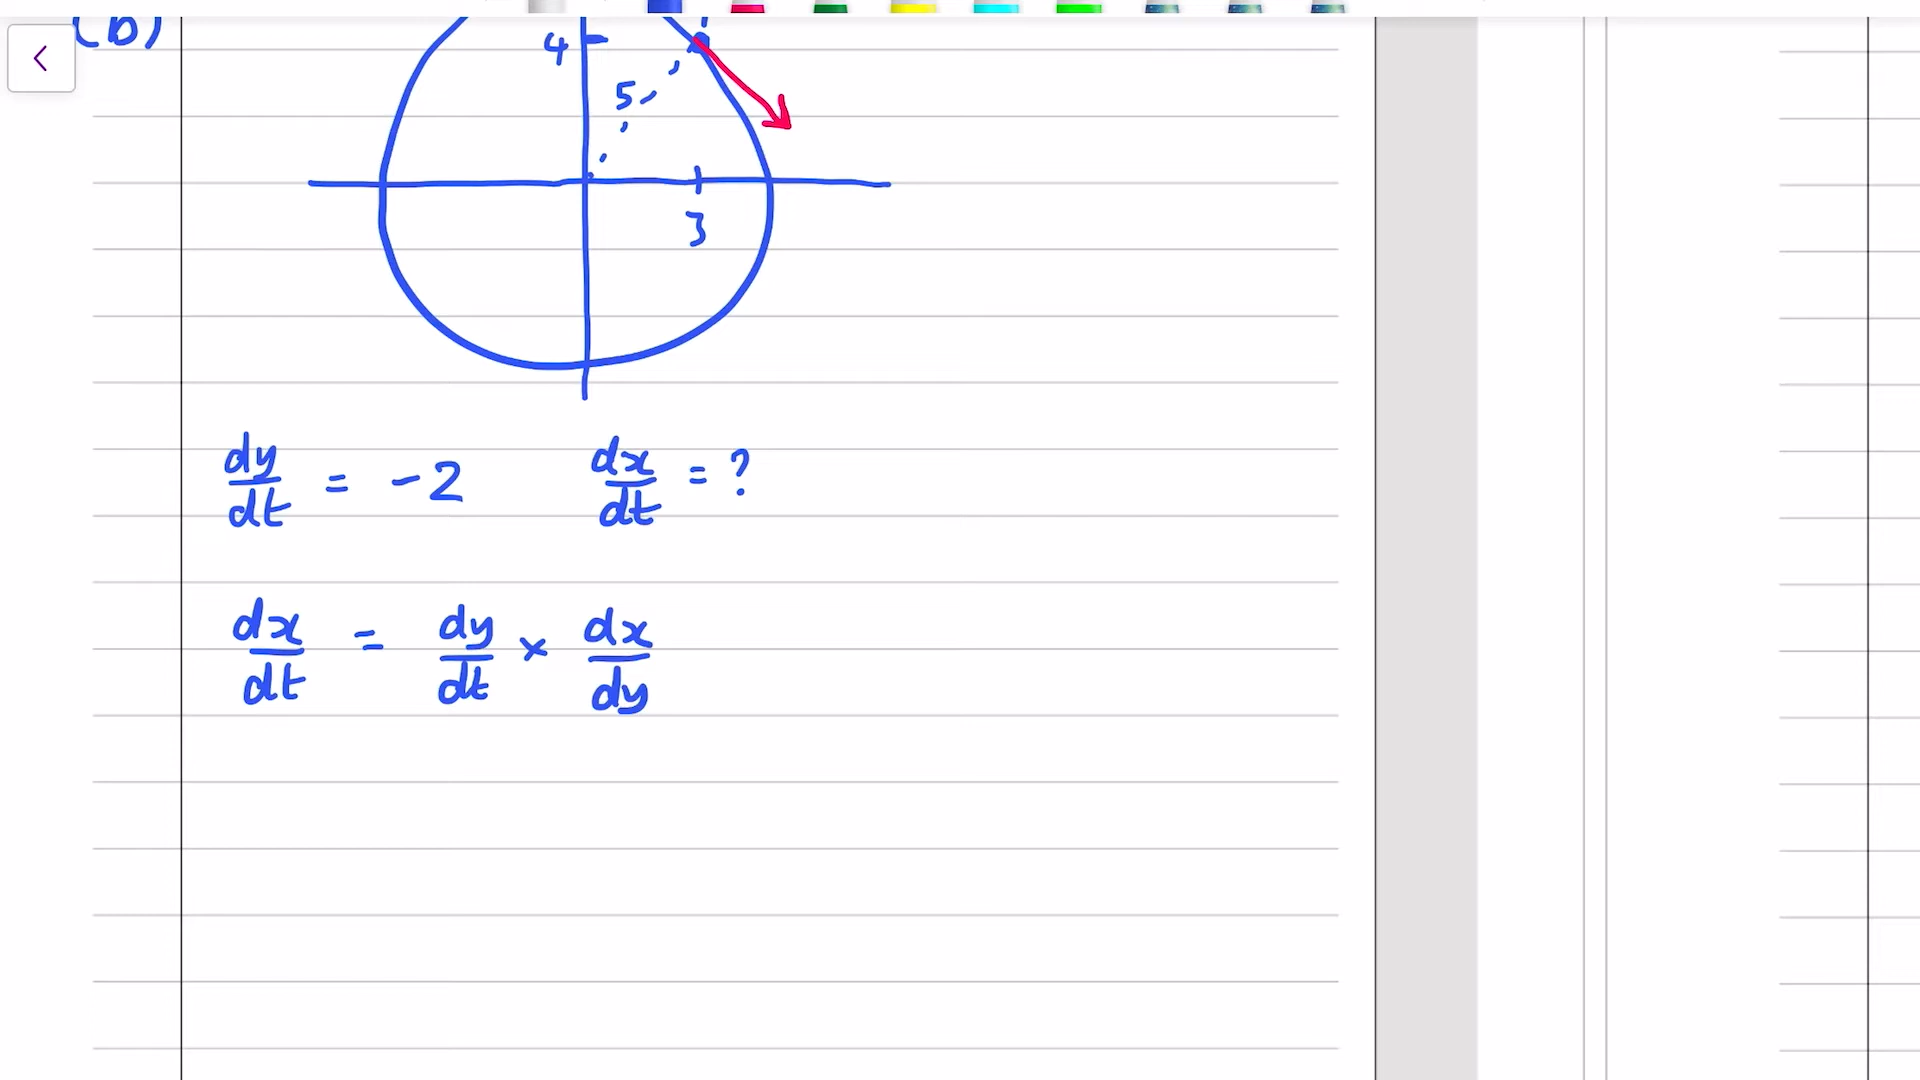 (b)
4
5
3
dy/dt = -2   dx/dt = ?
dx/dt = dy/dt × dx/dy